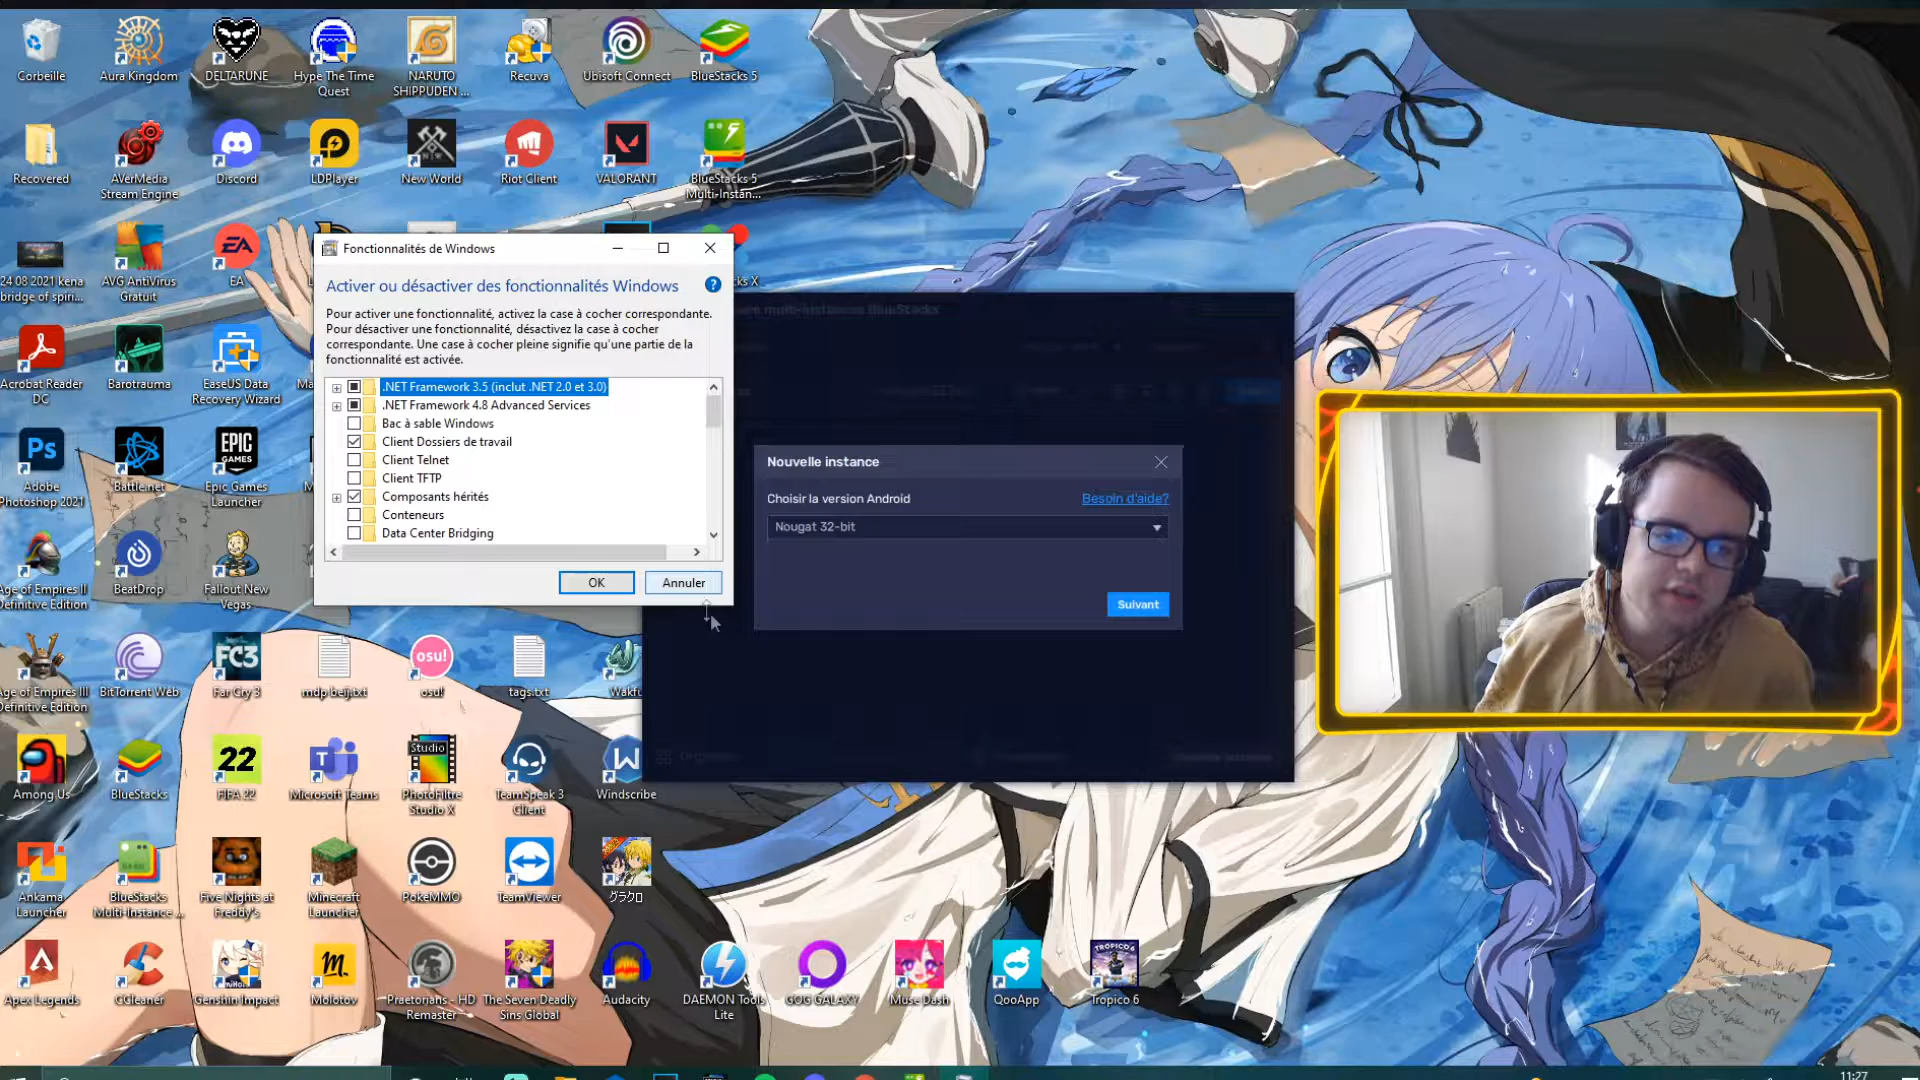 Corbeille
Aura Kingdom
DELTARUNE
Hype The Time
Quest
NARUTO
SHIPPUDEN ...
Recuva
Ubisoft Connect
BlueStacks 5
Recovered
AVerMedia
Stream Engine
Discord
LDPlayer
New World
Riot Client
VALORANT
BlueStacks 5
Multi-Instan...
24 08 2021 kena
bridge of spiri...
AVG AntiVirus
Gratuit
EA
Fonctionnalités de Windows
Activer ou désactiver des fonctionnalités Windows
Pour activer une fonctionnalité, activez la case à cocher correspondante.
Pour désactiver une fonctionnalité, désactivez la case à cocher
correspondante. Une case à cocher pleine signifie qu'une partie de la
fonctionnalité est activée.
.NET Framework 3.5 (inclut .NET 2.0 et 3.0)
.NET Framework 4.8 Advanced Services
Bac à sable Windows
Client Dossiers de travail
Client Telnet
Client TFTP
Composants hérités
Conteneurs
Data Center Bridging
OK
Annuler
multi-instances BlueStacks
Nouvelle instance
Choisir la version Android
Besoin d'aide?
Nougat 32-bit
Suivant
Acrobat Reader
DC
Barotrauma
EaseUS Data
Recovery Wizard
Adobe
Photoshop 2021
Battle.net
EPIC
GAMES
Epic Games
Launcher
Age of Empires II
Definitive Edition
BeatDrop
Fallout New
Vegas
Age of Empires III
Definitive Edition
BitTorrent Web
FC3
Far Cry 3
mdp beij.txt
osu!
osu!
tags.txt
Wakfu
Among Us
BlueStacks
22
FIFA 22
Microsoft Teams
Studio
PhotoFiltre
Studio X
TeamSpeak 3
Client
Windscribe
Ankama
Launcher
BlueStacks
Multi-Instance ...
Five Nights at
Freddy's
Minecraft
Launcher
PokeMMO
TeamViewer
グラクロ
Apex Legends
CCleaner
Genshin Impact
Molotov
Praetorians - HD
Remaster
The Seven Deadly
Sins Global
Audacity
DAEMON Tools
Lite
GOG GALAXY
Muse Dash
QooApp
TROPICO 6
Tropico 6
11:27